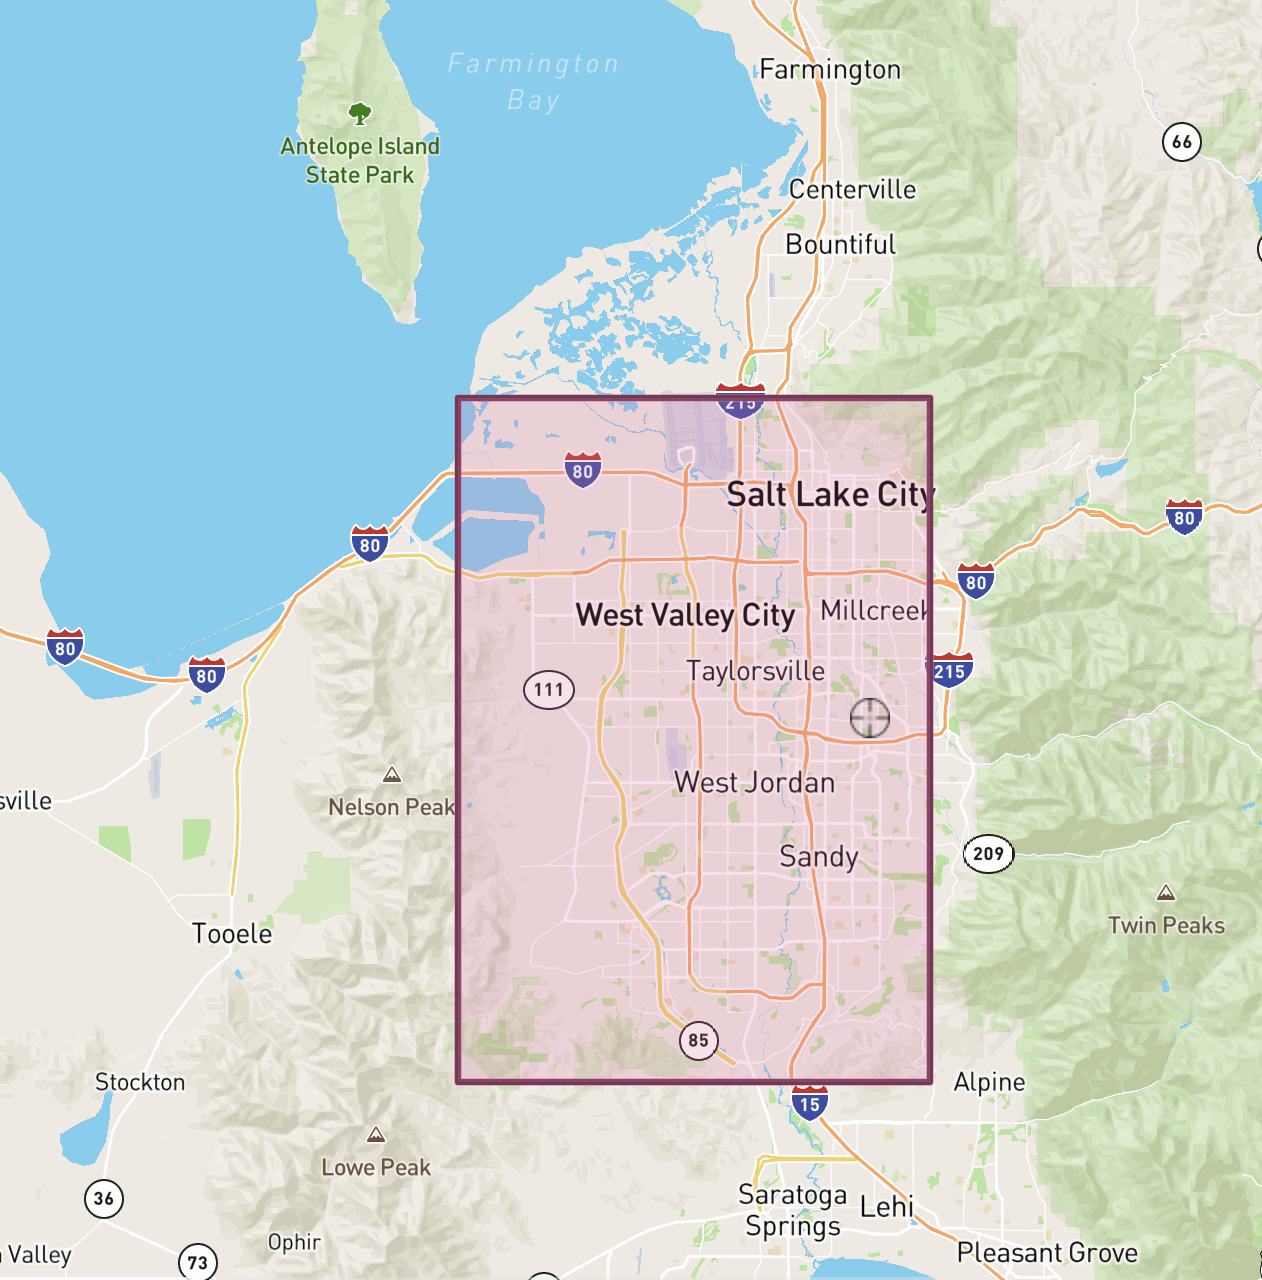 Farmington
Bay
Farmington
Antelope Island
State Park
66
Centerville
Bountiful
215
80
Salt Lake City
80
80
80
Millcreek
West Valley City
80
Taylorsville
215
80
111
West Jordan
sville
Nelson Peak
Sandy
209
Twin Peaks
Tooele
85
Stockton
Alpine
15
Lowe Peak
36
Saratoga
Springs
Lehi
Ophir
Valley
73
Pleasant Grove